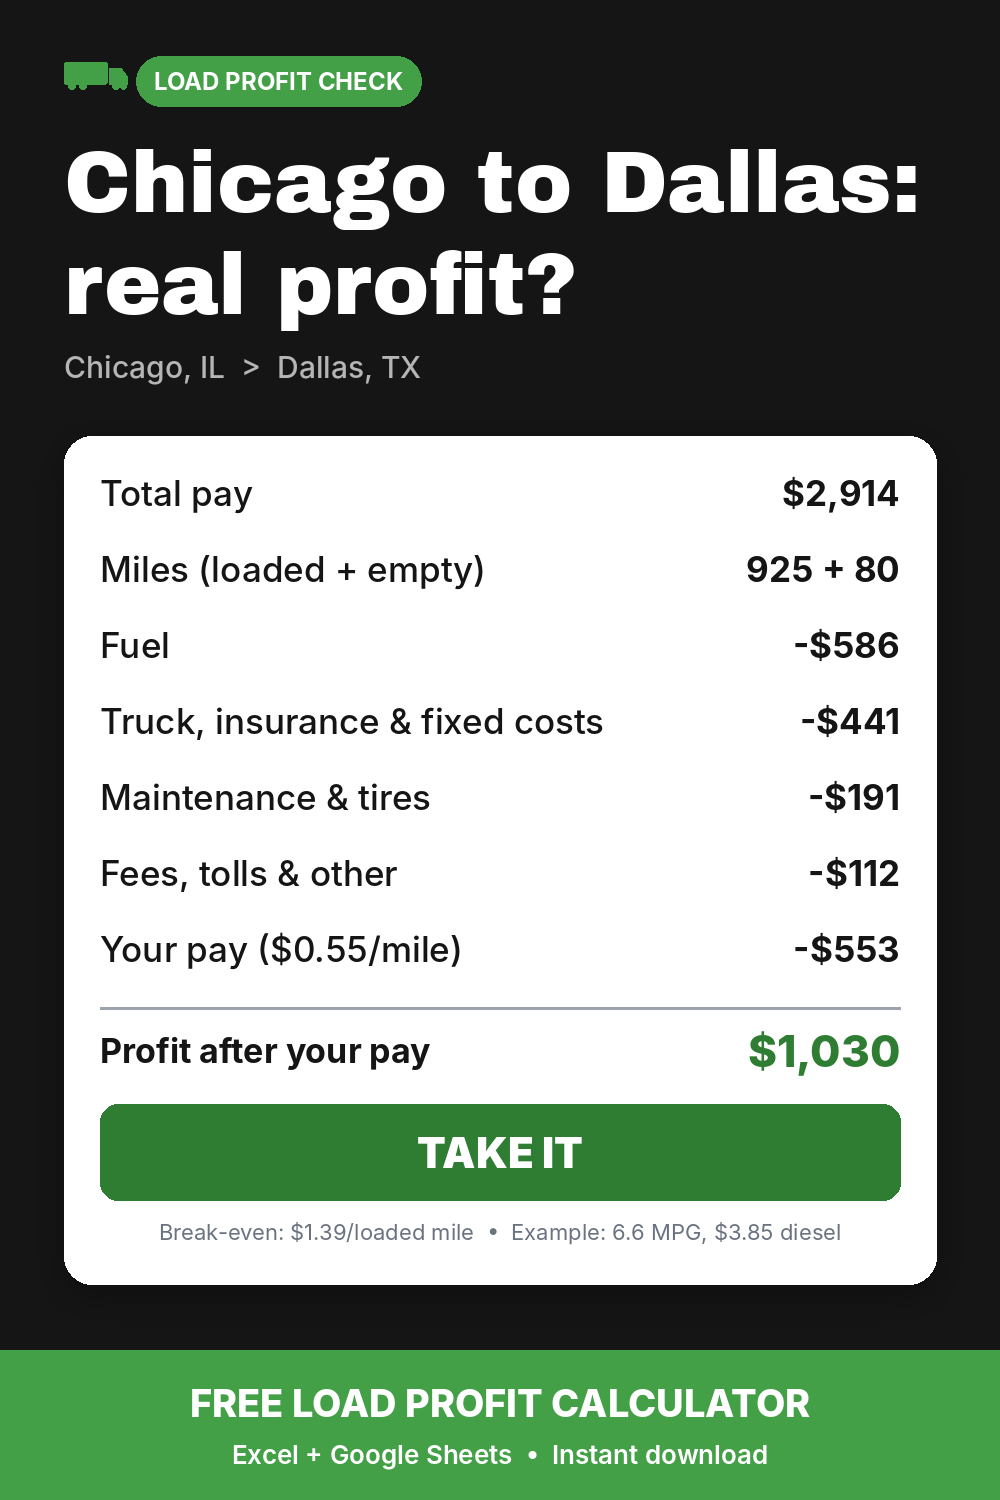 LOAD PROFIT CHECK
Chicago to Dallas:
real profit?
Chicago, IL > Dallas, TX
Total pay $2,914
Miles (loaded + empty) 925 + 80
Fuel -$586
Truck, insurance & fixed costs -$441
Maintenance & tires -$191
Fees, tolls & other -$112
Your pay ($0.55/mile) -$553
Profit after your pay $1,030
TAKE IT
Break-even: $1.39/loaded mile • Example: 6.6 MPG, $3.85 diesel
FREE LOAD PROFIT CALCULATOR
Excel + Google Sheets • Instant download